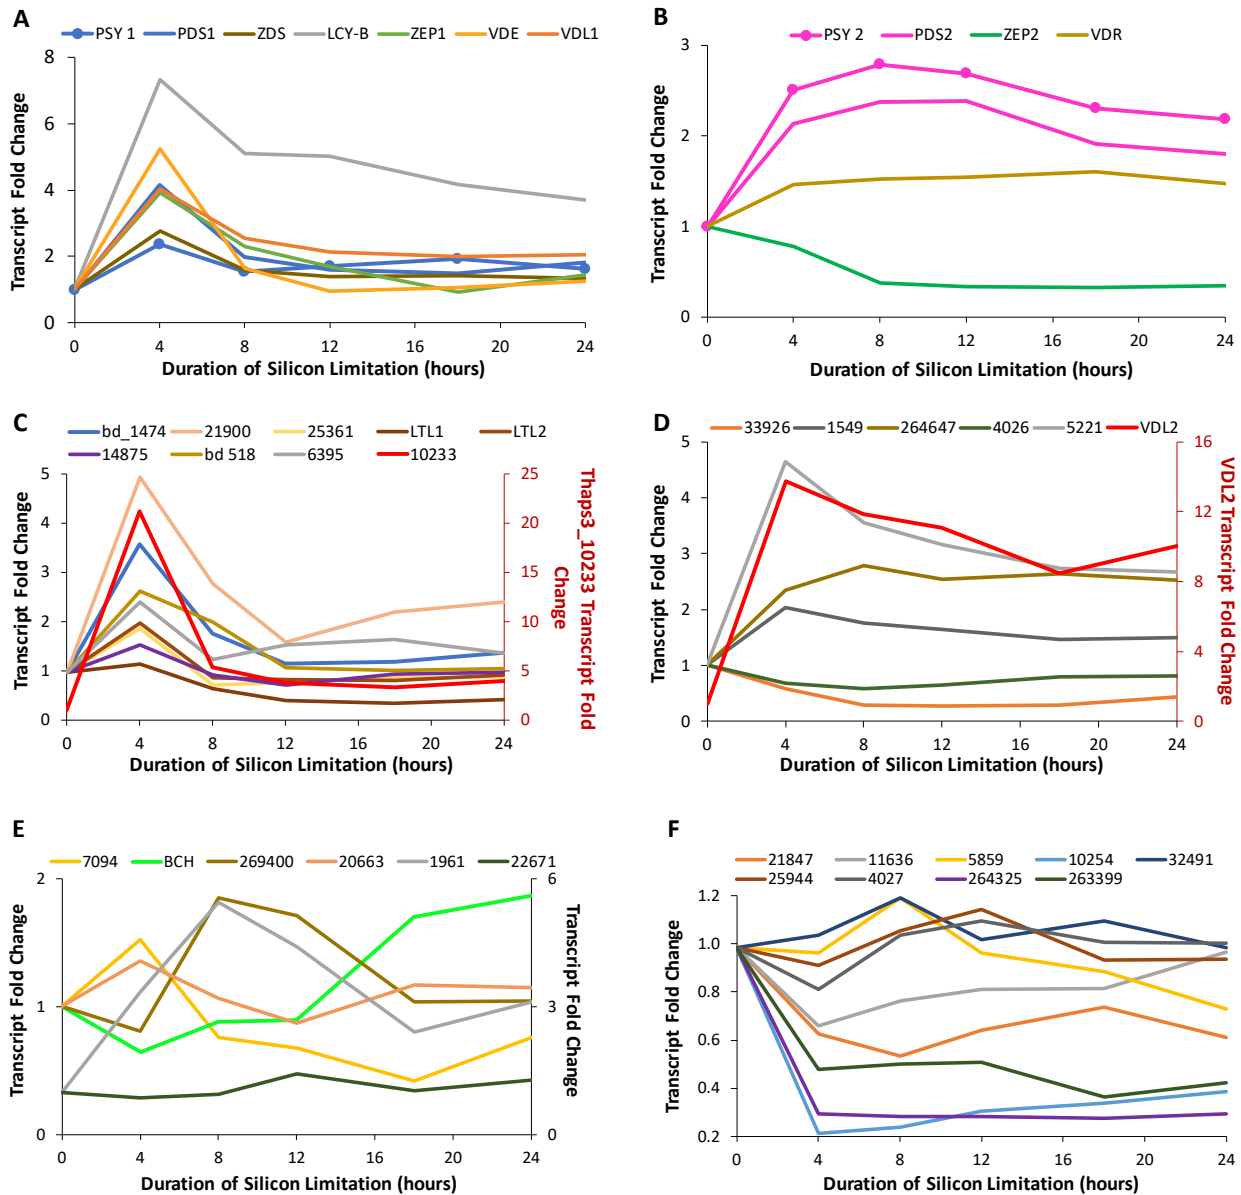 A
PSY 1 PDS1 ZDS LCY-B ZEP1 VDE VDL1
Transcript Fold Change
8
6
4
2
0
0 4 8 12 16 20 24
Duration of Silicon Limitation (hours)
B
PSY 2 PDS2 ZEP2 VDR
Transcript Fold Change
3
2
1
0
0 4 8 12 16 20 24
Duration of Silicon Limitation (hours)
C
bd_1474 21900 25361 LTL1 LTL2
14875 bd 518 6395 10233
Transcript Fold Change
5
4
3
2
1
0
25
20
15
10
5
0
Thaps3_10233 Transcript Fold
Change
0 4 8 12 16 20 24
Duration of Silicon Limitation (hours)
D
33926 1549 264647 4026 5221 VDL2
Transcript Fold Change
5
4
3
2
1
0
16
12
8
4
0
VDL2 Transcript Fold Change
0 4 8 12 16 20 24
Duration of Silicon Limitation (hours)
E
7094 BCH 269400 20663 1961 22671
Transcript Fold Change
2
1
0
6
3
0
Transcript Fold Change
0 4 8 12 16 20 24
Duration of Silicon Limitation (hours)
F
21847 11636 5859 10254 32491
25944 4027 264325 263399
Transcript Fold Change
1.2
1.0
0.8
0.6
0.4
0.2
0 4 8 12 16 20 24
Duration of Silicon Limitation (hours)